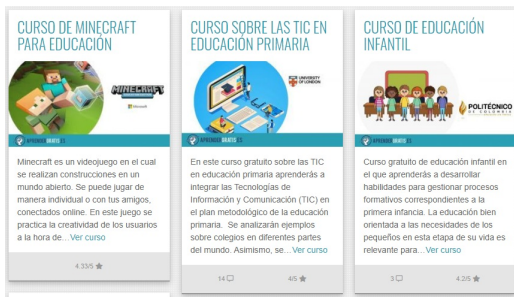 CURSO DE MINECRAFT
PARA EDUCACIÓN
MINECRAFT
Microsoft
APRENDERGRATIS.ES
Minecraft es un videojuego en el cual
se realizan construcciones en un
mundo abierto. Se puede jugar de
manera individual o con tus amigos,
conectados online. En este juego se
practica la creatividad de los usuarios
a la hora de... Ver curso
4.33/5
CURSO SOBRE LAS TIC EN
EDUCACIÓN PRIMARIA
UNIVERSITY
OF LONDON
APRENDERGRATIS.ES
En este curso gratuito sobre las TIC
en educación primaria aprenderás a
integrar las Tecnologías de
Información y Comunicación (TIC) en
el plan metodológico de la educación
primaria. Se analizarán ejemplos
sobre colegios en diferentes partes
del mundo. Asimismo, se... Ver curso
14
4/5
CURSO DE EDUCACIÓN
INFANTIL
POLITÉCNICO
DE COLOMBIA
APRENDERGRATIS.ES
Curso gratuito de educación infantil en
el que aprenderás a desarrollar
habilidades para gestionar procesos
formativos correspondientes a la
primera infancia. La educación bien
orientada a las necesidades de los
pequeños en esta etapa de su vida es
relevante para... Ver curso
3
4.2/5